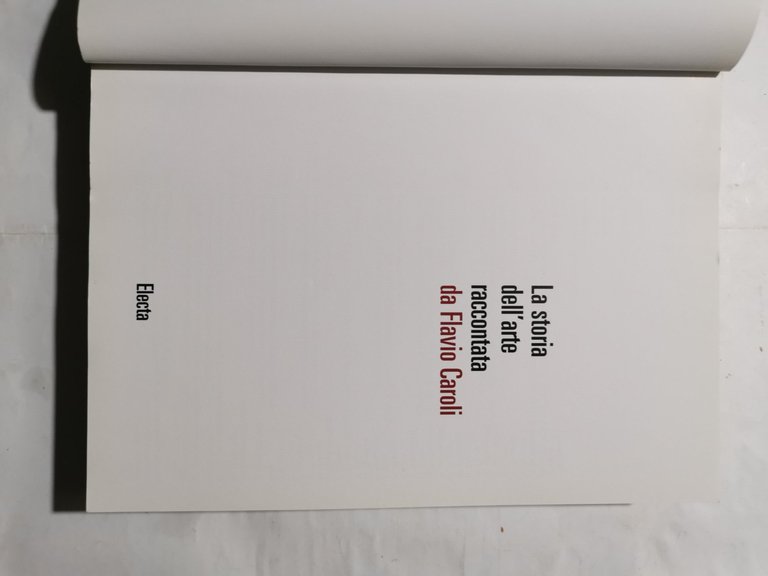 La storia
dell'arte
raccontata
da Flavio Caroli
Electa